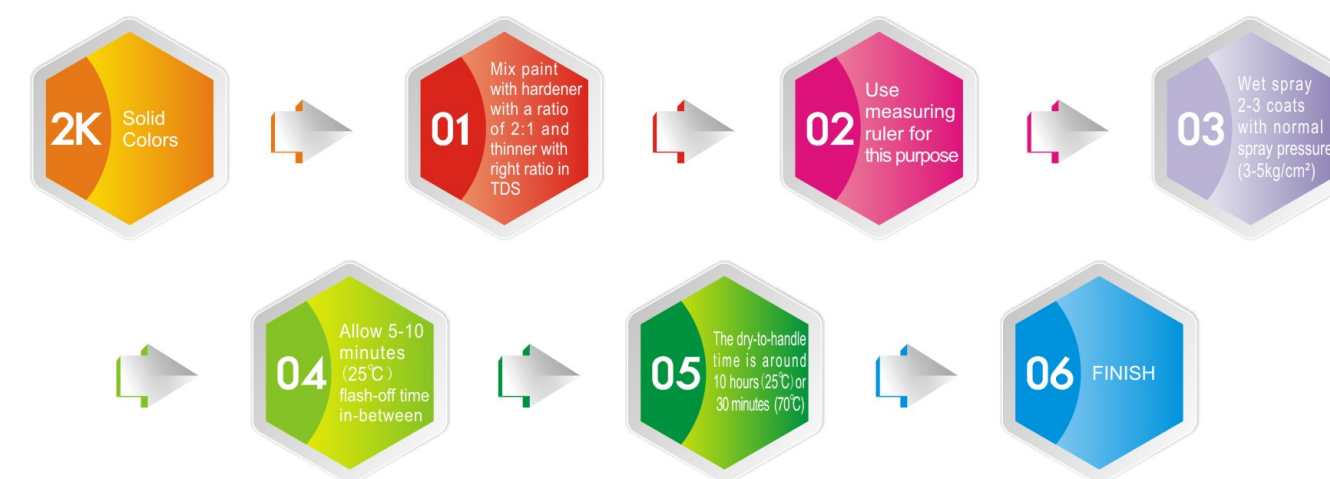 2K
Solid
Colors
01
Mix paint
with hardener
with a ratio
of 2:1 and
thinner with
right ratio in
TDS
02
Use
measuring
ruler for
this purpose
03
Wet spray
2-3 coats
with normal
spray pressure
(3-5kg/cm²)
04
Allow 5-10
minutes
(25℃)
flash-off time
in-between
05
The dry-to-handle
time is around
10 hours (25℃) or
30 minutes (70℃)
06
FINISH